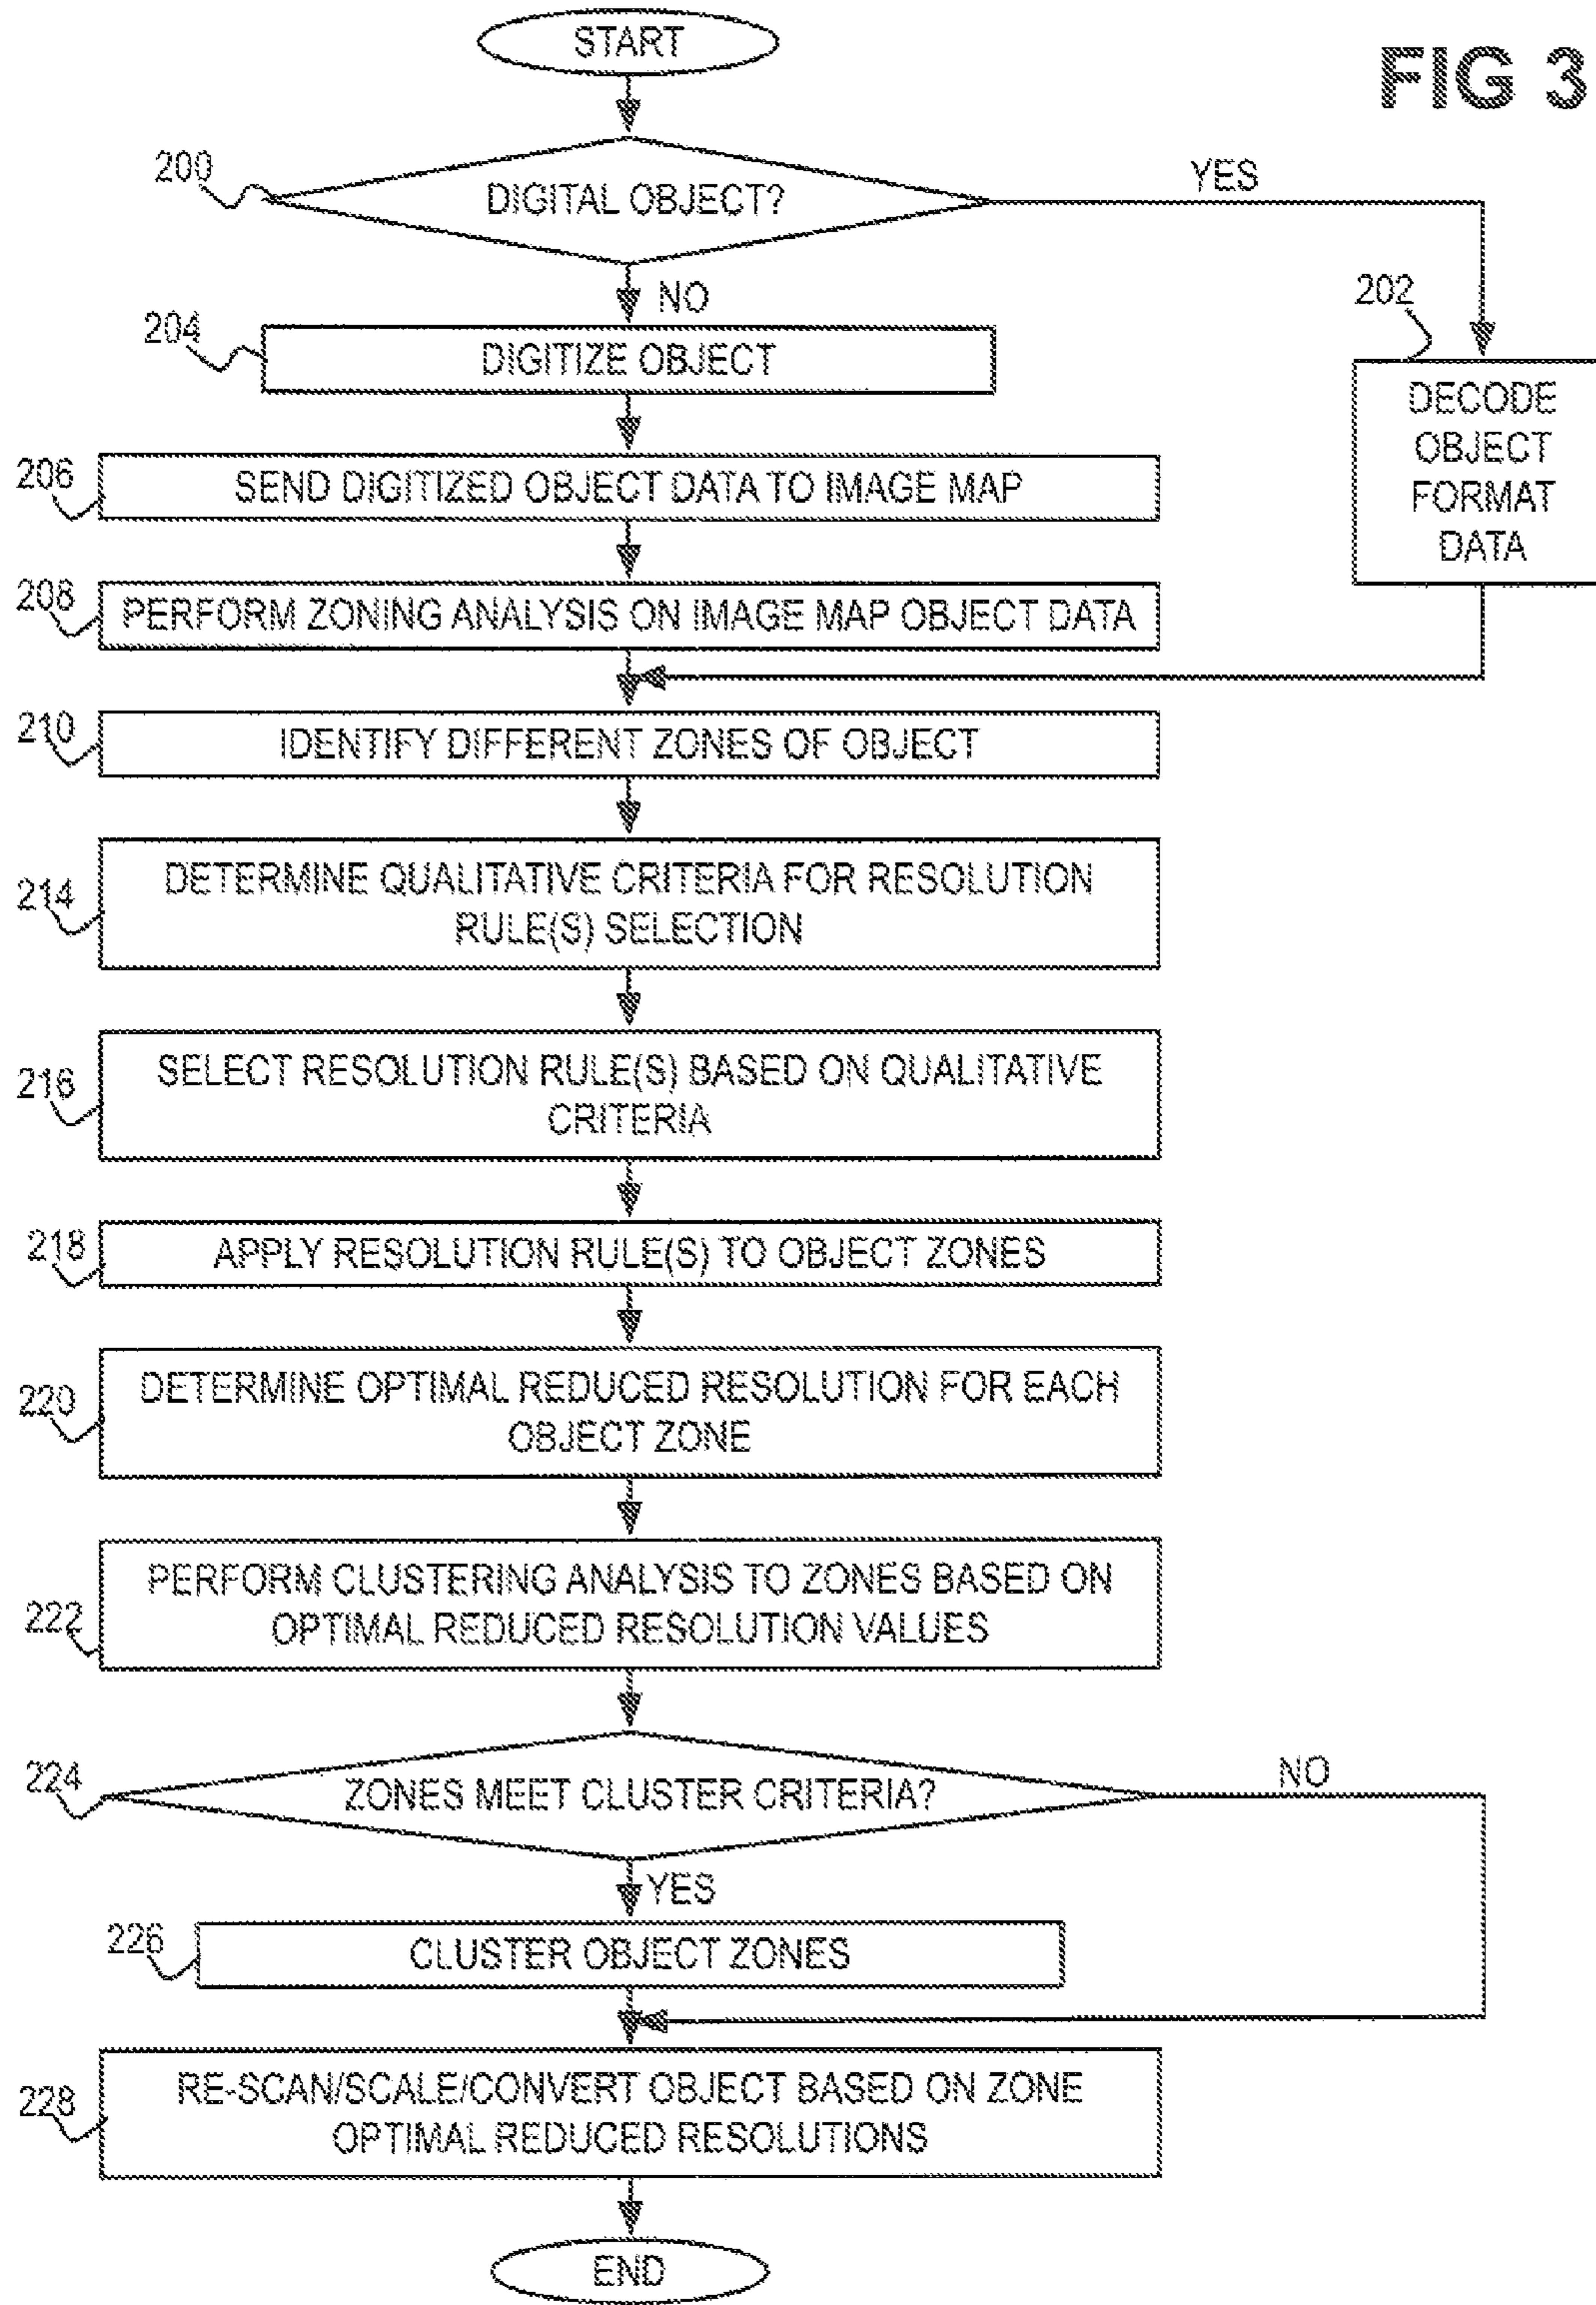 FIG 3
START
200
DIGITAL OBJECT?
YES
NO
202
204
DIGITIZE OBJECT
DECODE
OBJECT
FORMAT
DATA
206
SEND DIGITIZED OBJECT DATA TO IMAGE MAP
208
PERFORM ZONING ANALYSIS ON IMAGE MAP OBJECT DATA
210
IDENTIFY DIFFERENT ZONES OF OBJECT
214
DETERMINE QUALITATIVE CRITERIA FOR RESOLUTION
RULE(S) SELECTION
216
SELECT RESOLUTION RULE(S) BASED ON QUALITATIVE
CRITERIA
218
APPLY RESOLUTION RULE(S) TO OBJECT ZONES
220
DETERMINE OPTIMAL REDUCED RESOLUTION FOR EACH
OBJECT ZONE
222
PERFORM CLUSTERING ANALYSIS TO ZONES BASED ON
OPTIMAL REDUCED RESOLUTION VALUES
224
ZONES MEET CLUSTER CRITERIA?
NO
YES
226
CLUSTER OBJECT ZONES
228
RE-SCAN/SCALE/CONVERT OBJECT BASED ON ZONE
OPTIMAL REDUCED RESOLUTIONS
END